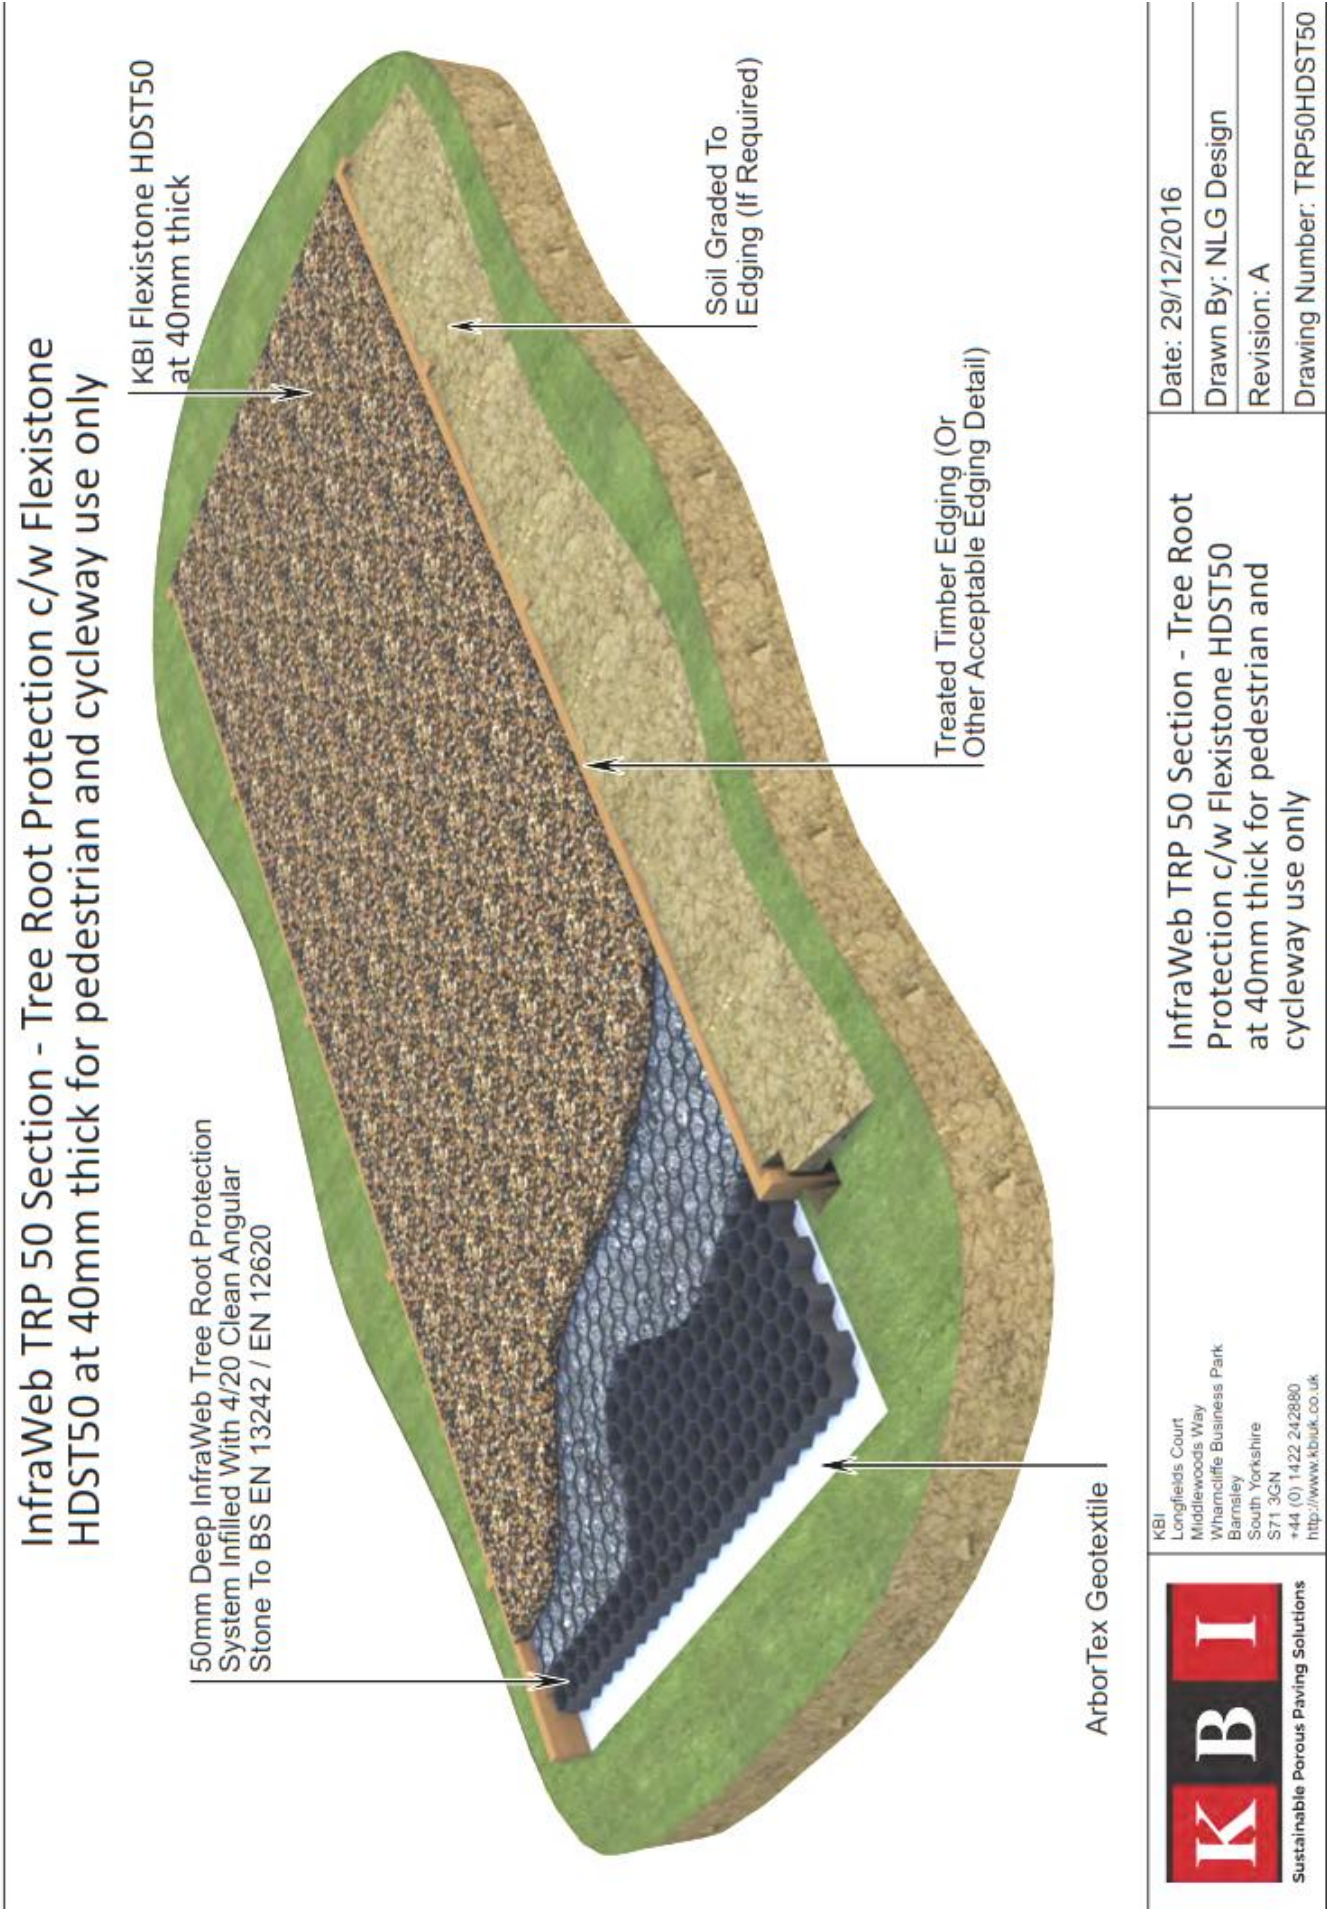 InfraWeb TRP 50 Section - Tree Root Protection c/w Flexistone
HDST50 at 40mm thick for pedestrian and cycleway use only
50mm Deep InfraWeb Tree Root Protection
System Infilled With 4/20 Clean Angular
Stone To BS EN 13242 / EN 12620
KBI Flexistone HDST50
at 40mm thick
Soil Graded To
Edging (If Required)
Treated Timber Edging (Or
Other Acceptable Edging Detail)
ArborTex Geotextile
K B I
Sustainable Porous Paving Solutions
KBI
Longfields Court
Middlewoods Way
Wharncliffe Business Park
Barnsley
South Yorkshire
S71 3GN
+44 (0) 1422 242880
http://www.kbiuk.co.uk
InfraWeb TRP 50 Section - Tree Root
Protection c/w Flexistone HDST50
at 40mm thick for pedestrian and
cycleway use only
Date: 29/12/2016
Drawn By: NLG Design
Revision: A
Drawing Number: TRP50HDST50